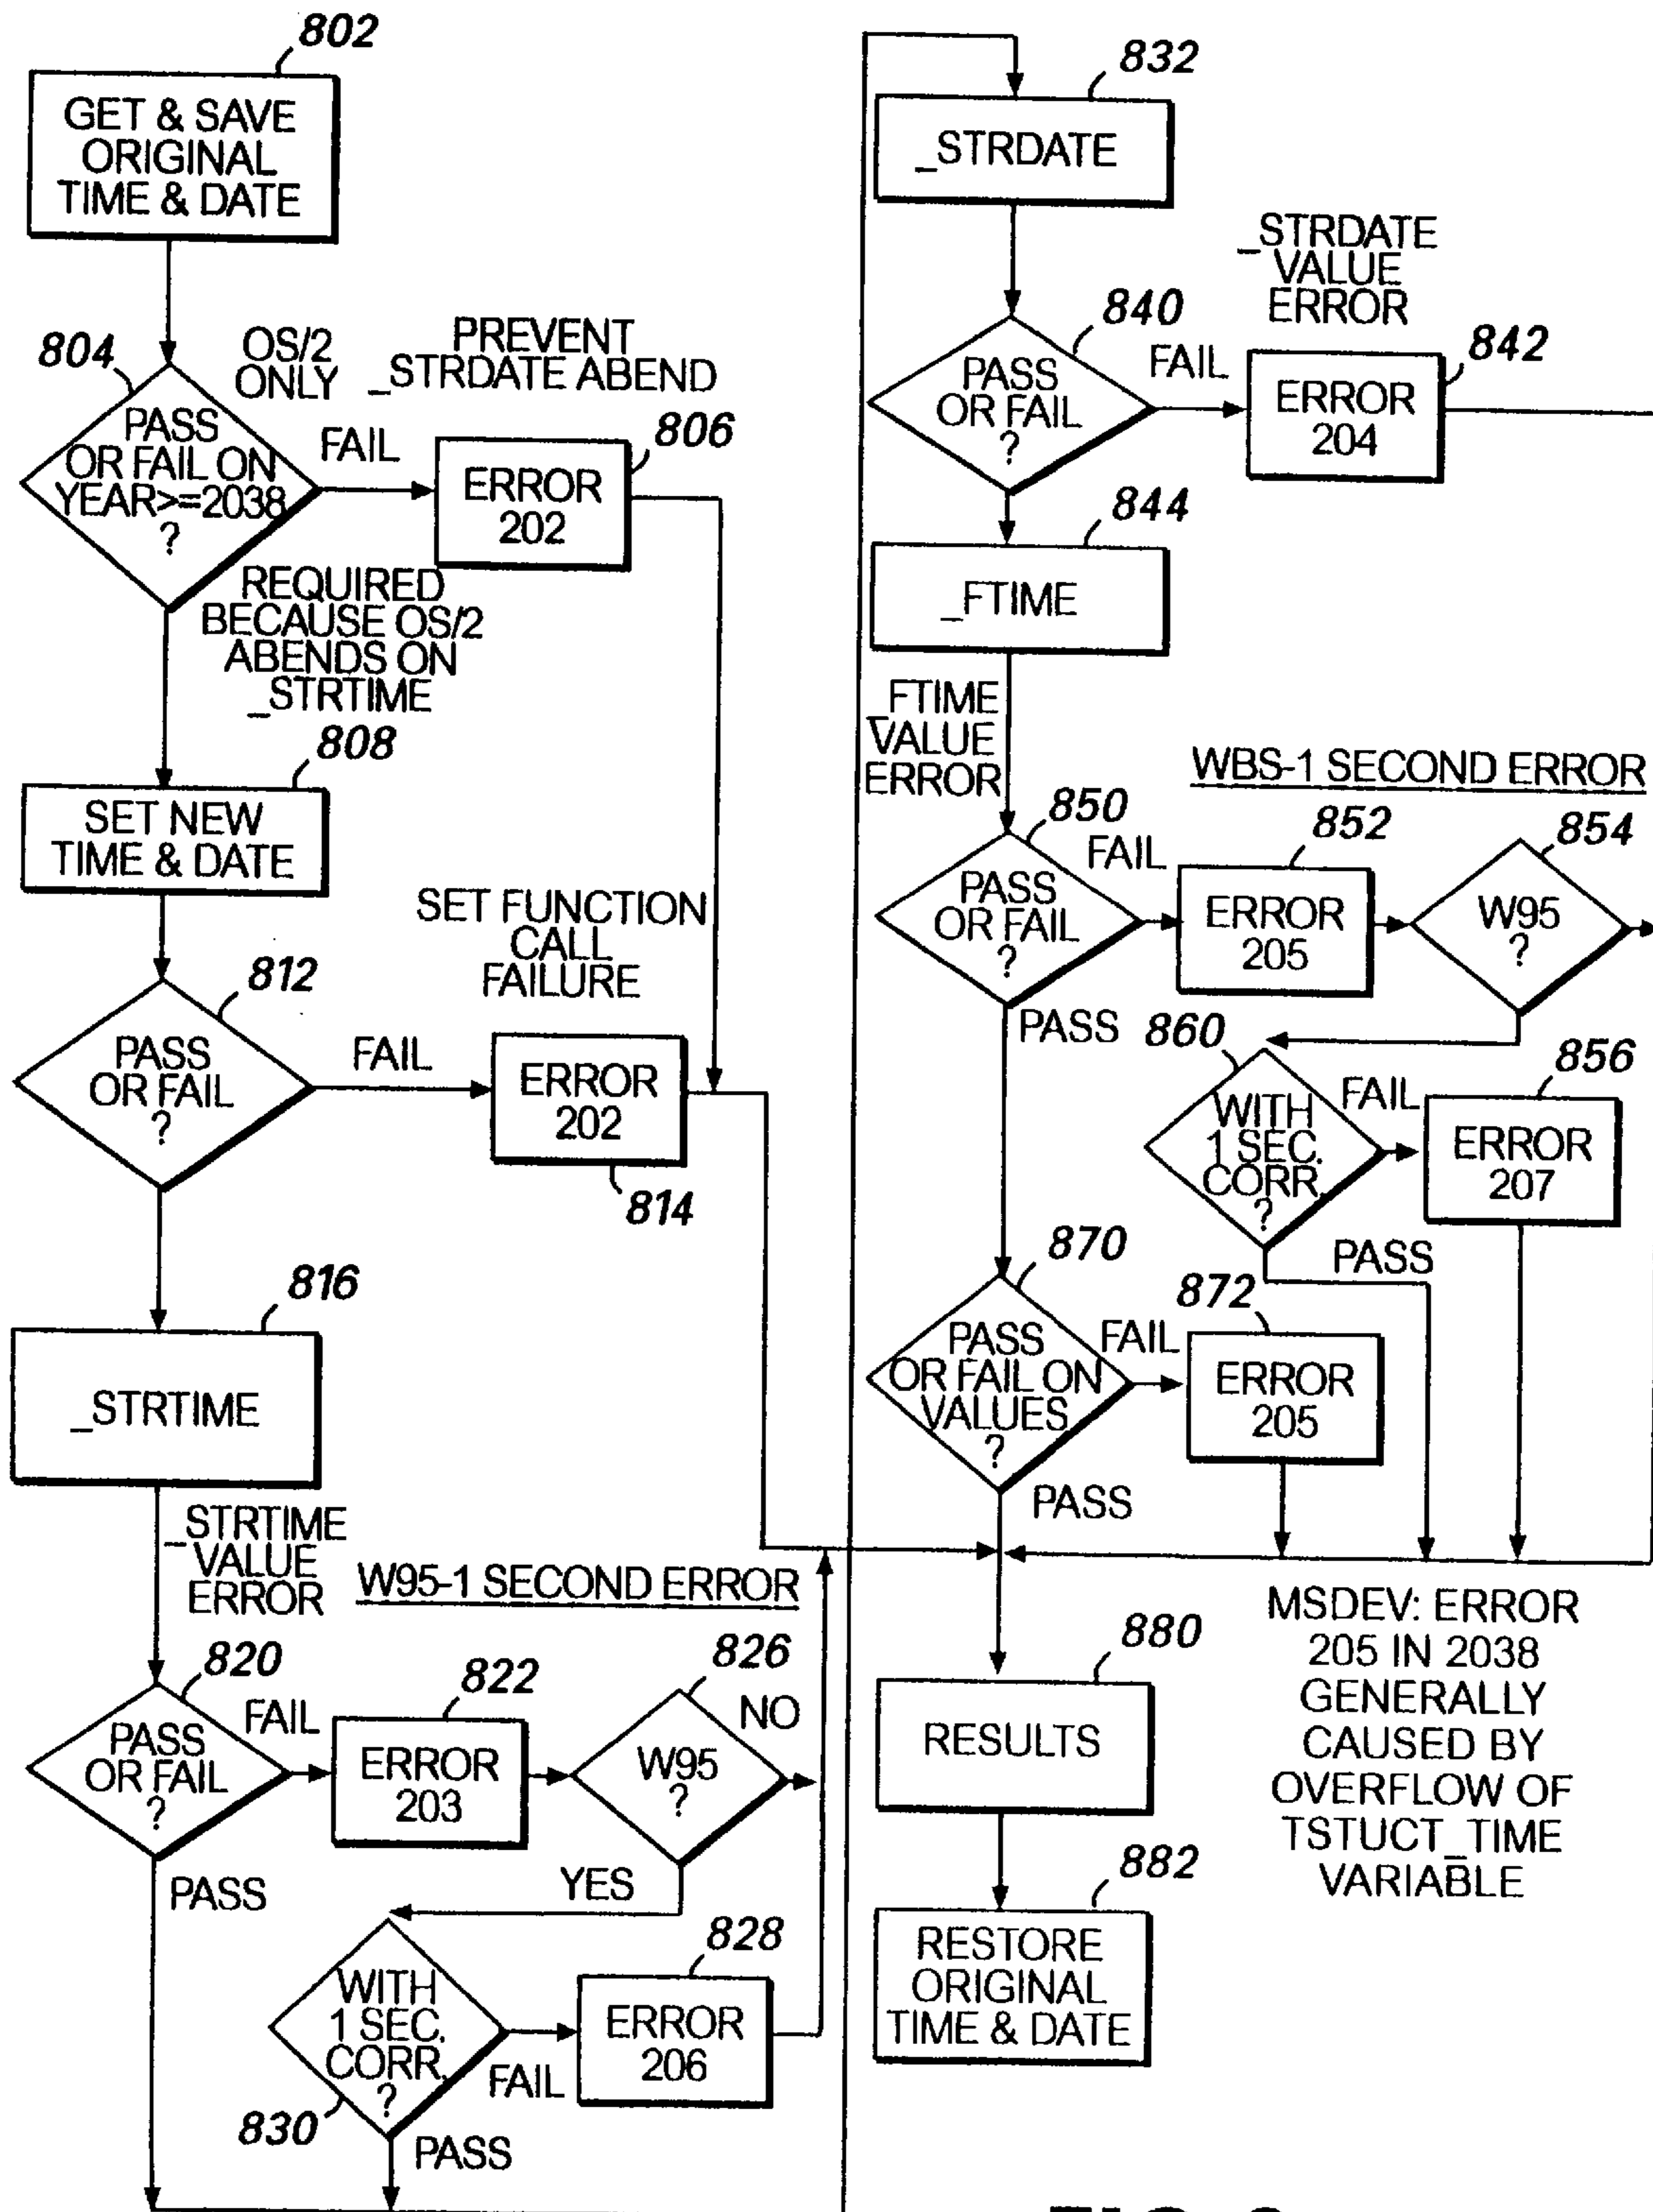 802
GET & SAVE
ORIGINAL
TIME & DATE
804
OS/2
ONLY
PREVENT
_STRDATE ABEND
PASS
OR FAIL ON
YEAR>=2038
?
FAIL
806
ERROR
202
REQUIRED
BECAUSE OS/2
ABENDS ON
_STRTIME
808
SET NEW
TIME & DATE
SET FUNCTION
CALL
FAILURE
812
PASS
OR FAIL
?
FAIL
ERROR
202
814
816
_STRTIME
_STRTIME
VALUE
ERROR
W95-1 SECOND ERROR
820
PASS
OR FAIL
?
FAIL
822
ERROR
203
826
W95
?
NO
PASS
YES
828
WITH
1 SEC.
CORR.
?
830
FAIL
ERROR
206
PASS
832
_STRDATE
_STRDATE
VALUE
ERROR
840
PASS
OR FAIL
?
FAIL
842
ERROR
204
844
_FTIME
_FTIME
VALUE
ERROR
WBS-1 SECOND ERROR
850
PASS
OR FAIL
?
FAIL
852
ERROR
205
854
W95
?
PASS
860
WITH
1 SEC.
CORR.
?
FAIL
856
ERROR
207
PASS
870
PASS
OR FAIL ON
VALUES
?
FAIL
872
ERROR
205
PASS
MSDEV: ERROR
205 IN 2038
GENERALLY
CAUSED BY
OVERFLOW OF
TSTUCT_TIME
VARIABLE
880
RESULTS
882
RESTORE
ORIGINAL
TIME & DATE